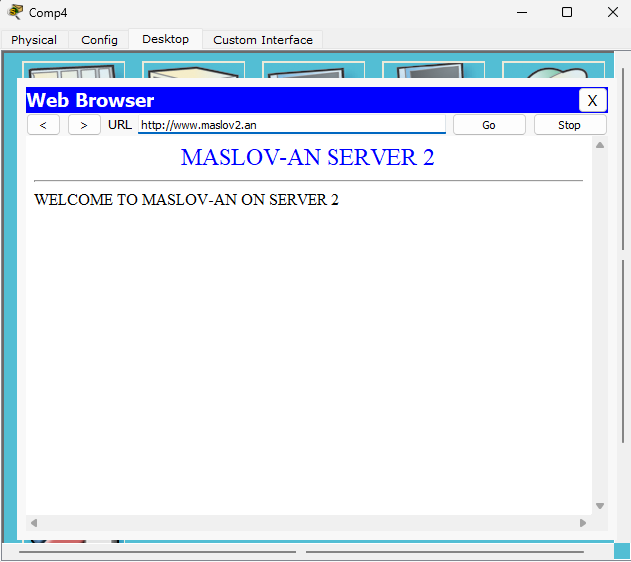 Comp4
Physical Config Desktop Custom Interface
Web Browser X
< > URL http://www.maslov2.an Go Stop
MASLOV-AN SERVER 2
WELCOME TO MASLOV-AN ON SERVER 2